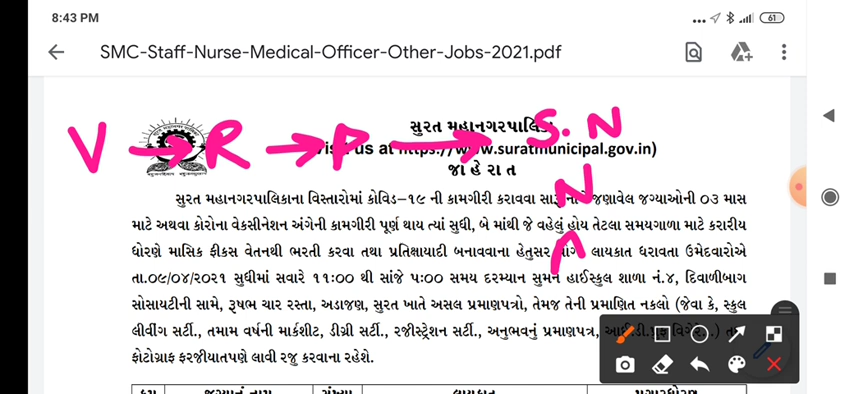 8:43 PM
61
SMC-Staff-Nurse-Medical-Officer-Other-Jobs-2021.pdf
સુરત મહાનગરપાલિકા
V → R → P → S.N
us at https://www.suratmunicipal.gov.in)
જાહેરાત
N
સુરત મહાનગરપાલિકાના વિસ્તારોમાં કોવિડ-૧૯ ની કામગીરી કરાવવા જણાવેલ જગ્યાઓની ૦૩ માસ
માટે અથવા કોરોના વેકસીનેશન અંગેની કામગીરી પૂર્ણ થાય ત્યાં સુધી, બે માંથી જે વહેલું હોય તેટલા સમયગાળા માટે કરારીય
ધોરણે માસિક ફીકસ વેતનથી ભરતી કરવા તથા પ્રતિક્ષાયાદી બનાવવાના હેતુસર લાયકાત ધરાવતા ઉમેદવારોએ
તા.૦૯/૦૪/૨૦૨૧ સુધીમાં સવારે ૧૧:૦૦ થી સાંજે ૫:૦૦ સમય દરમ્યાન સુમન હાઈસ્કુલ શાળા નં.૪, દિવાળીબાગ
સોસાયટીની સામે, રૂષભ ચાર રસ્તા, અડાજણ, સુરત ખાતે અસલ પ્રમાણપત્રો, તેમજ તેની પ્રમાણિત નકલો (જેવા કે, સ્કુલ
લીવીંગ સર્ટી., તમામ વર્ષની માર્કશીટ, ડીગ્રી સર્ટી., રજીસ્ટ્રેશન સર્ટી., અનુભવનું પ્રમાણપત્ર,
ફોટોગ્રાફ ફરજીયાતપણે લાવી રજુ કરવાના રહેશે.